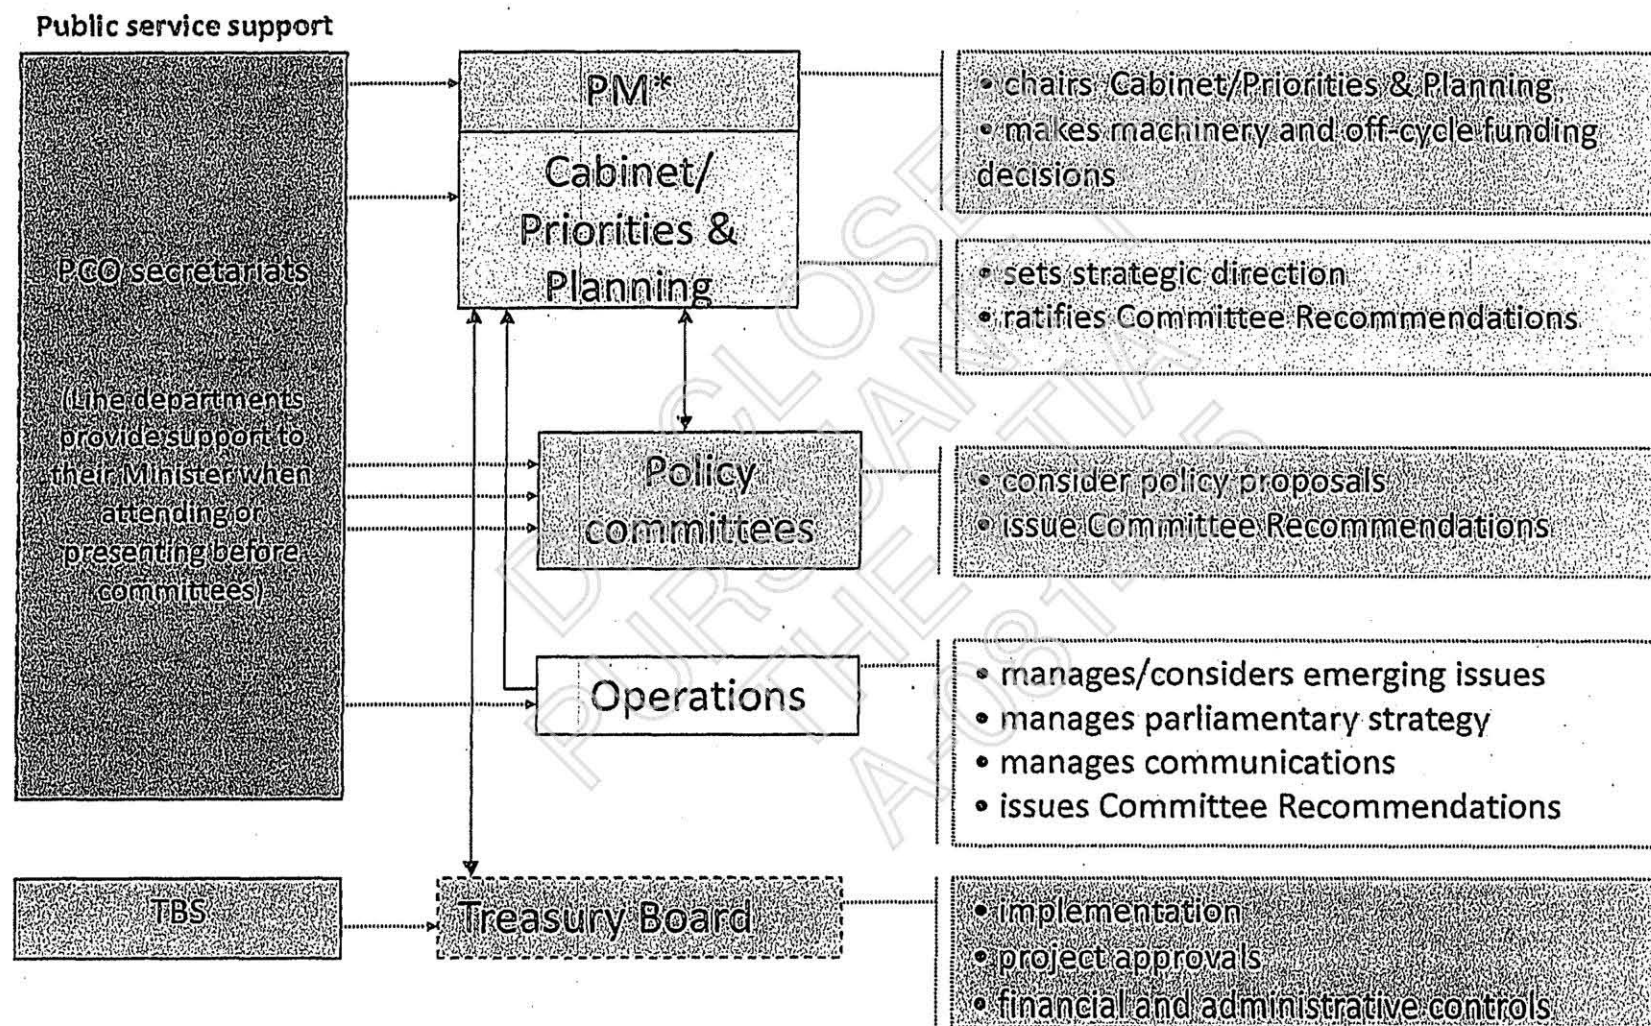 Public service support
PCO secretariats
(Line departments
provide support to
their Minister when
attending or
presenting before
committees)
TBS
PM*
Cabinet/
Priorities &
Planning
Policy
committees
Operations
Treasury Board
• chairs Cabinet/Priorities & Planning
• makes machinery and off-cycle funding
decisions
• sets strategic direction
• ratifies Committee Recommendations
• consider policy proposals
• issue Committee Recommendations
• manages/considers emerging issues
• manages parliamentary strategy
• manages communications
• issues Committee Recommendations
• implementation
• project approvals
• financial and administrative controls
THE